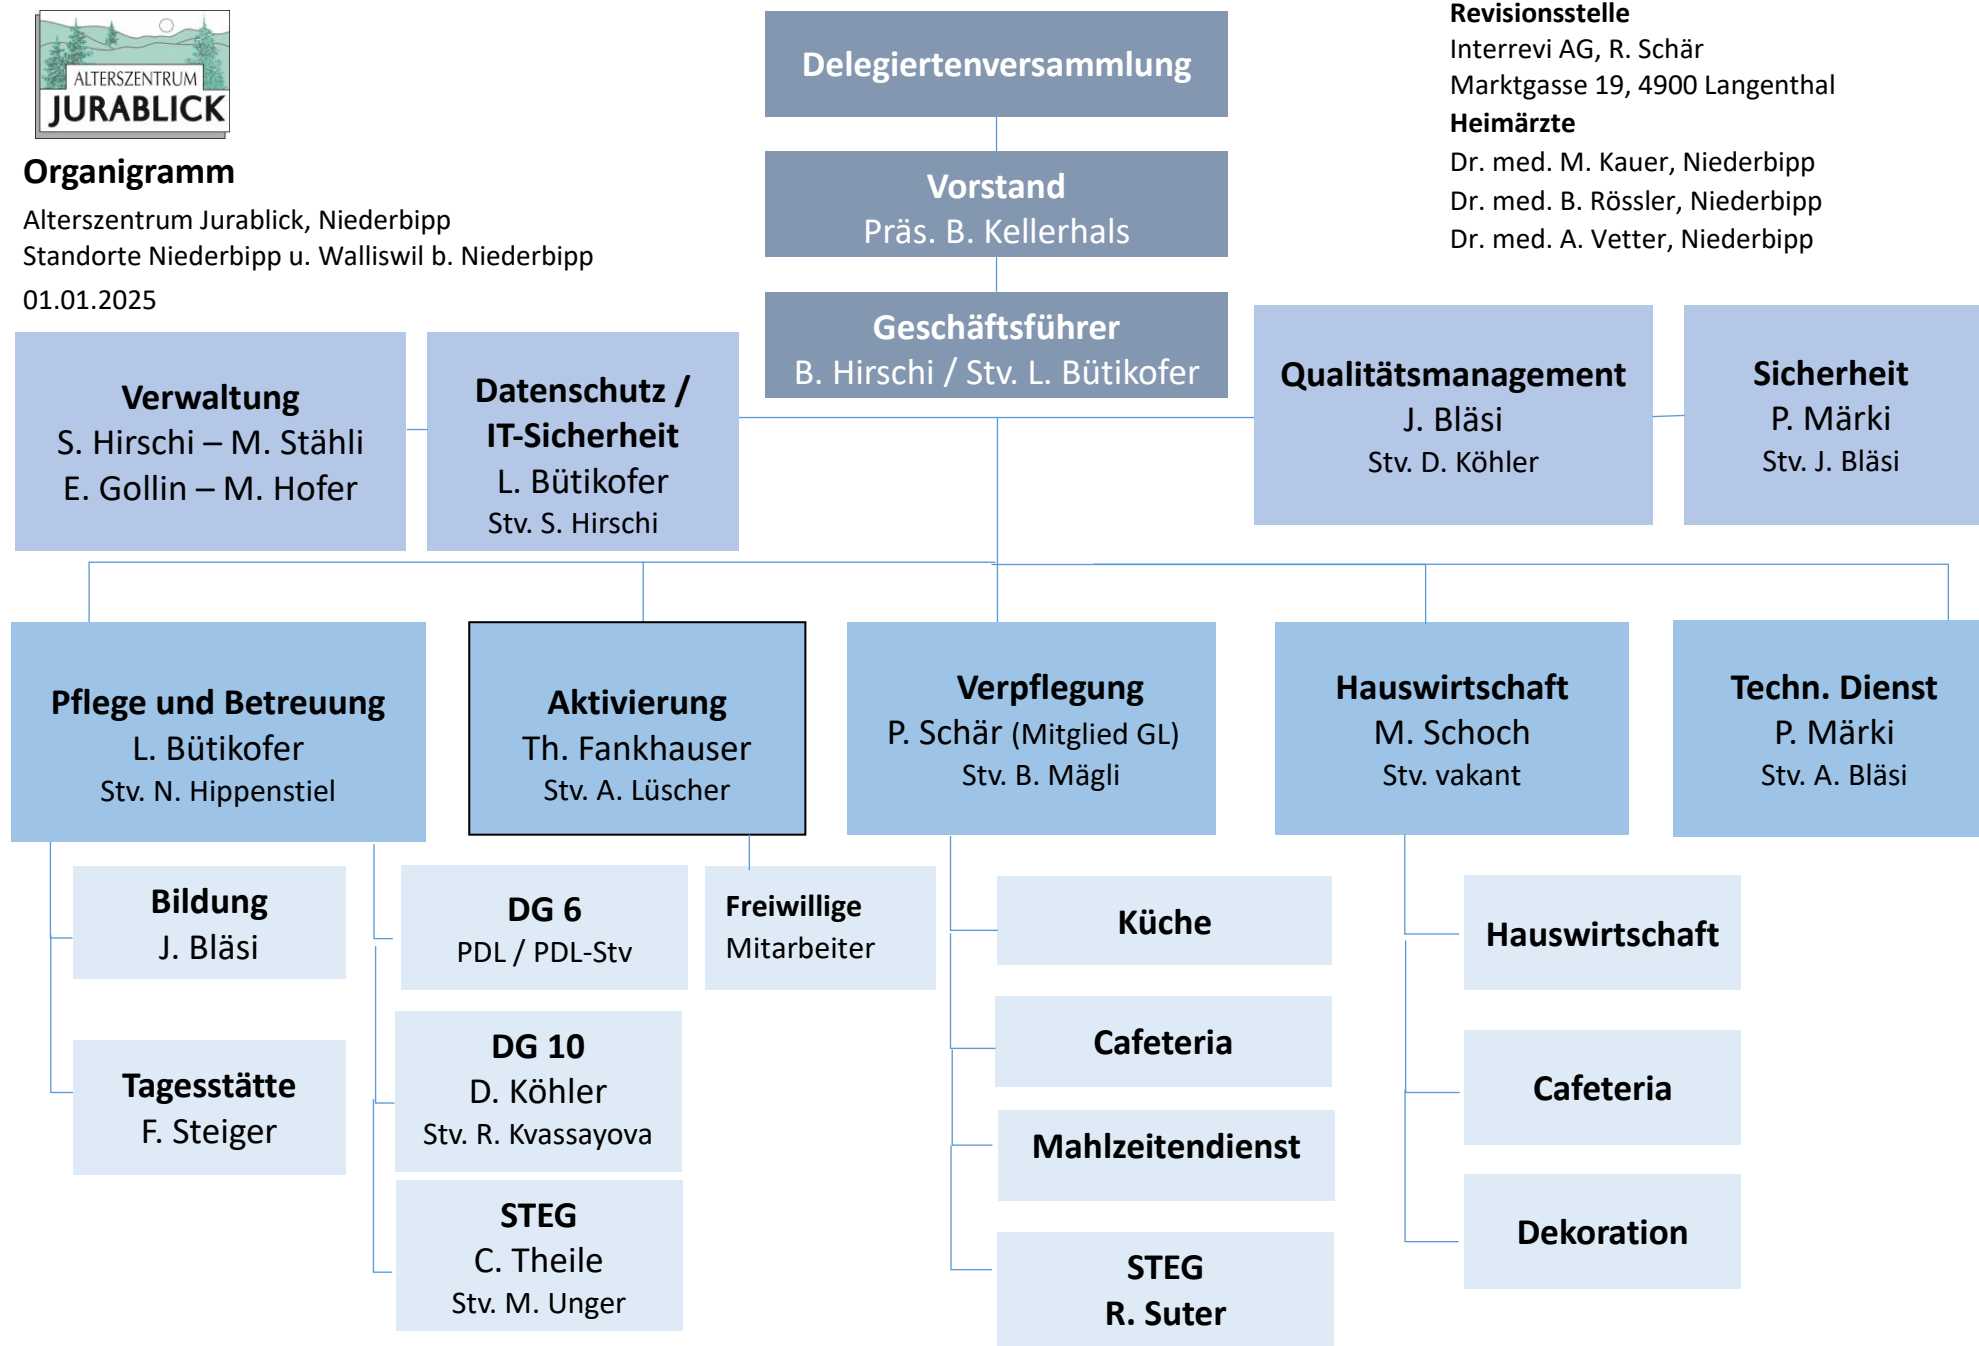 ALTERSZENTRUM
JURABLICK
Organigramm
Alterszentrum Jurablick, Niederbipp
Standorte Niederbipp u. Walliswil b. Niederbipp
01.01.2025
Delegiertenversammlung
Vorstand
Präs. B. Kellerhals
Geschäftsführer
B. Hirschi / Stv. L. Bütikofer
Revisionsstelle
Interrevi AG, R. Schär
Marktgasse 19, 4900 Langenthal
Heimärzte
Dr. med. M. Kauer, Niederbipp
Dr. med. B. Rössler, Niederbipp
Dr. med. A. Vetter, Niederbipp
Verwaltung
S. Hirschi – M. Stähli
E. Gollin – M. Hofer
Datenschutz /
IT-Sicherheit
L. Bütikofer
Stv. S. Hirschi
Qualitätsmanagement
J. Bläsi
Stv. D. Köhler
Sicherheit
P. Märki
Stv. J. Bläsi
Pflege und Betreuung
L. Bütikofer
Stv. N. Hippenstiel
Aktivierung
Th. Fankhauser
Stv. A. Lüscher
Verpflegung
P. Schär (Mitglied GL)
Stv. B. Mägli
Hauswirtschaft
M. Schoch
Stv. vakant
Techn. Dienst
P. Märki
Stv. A. Bläsi
Bildung
J. Bläsi
Tagesstätte
F. Steiger
DG 6
PDL / PDL-Stv
DG 10
D. Köhler
Stv. R. Kvassayova
STEG
C. Theile
Stv. M. Unger
Freiwillige
Mitarbeiter
Küche
Cafeteria
Mahlzeitendienst
STEG
R. Suter
Hauswirtschaft
Cafeteria
Dekoration